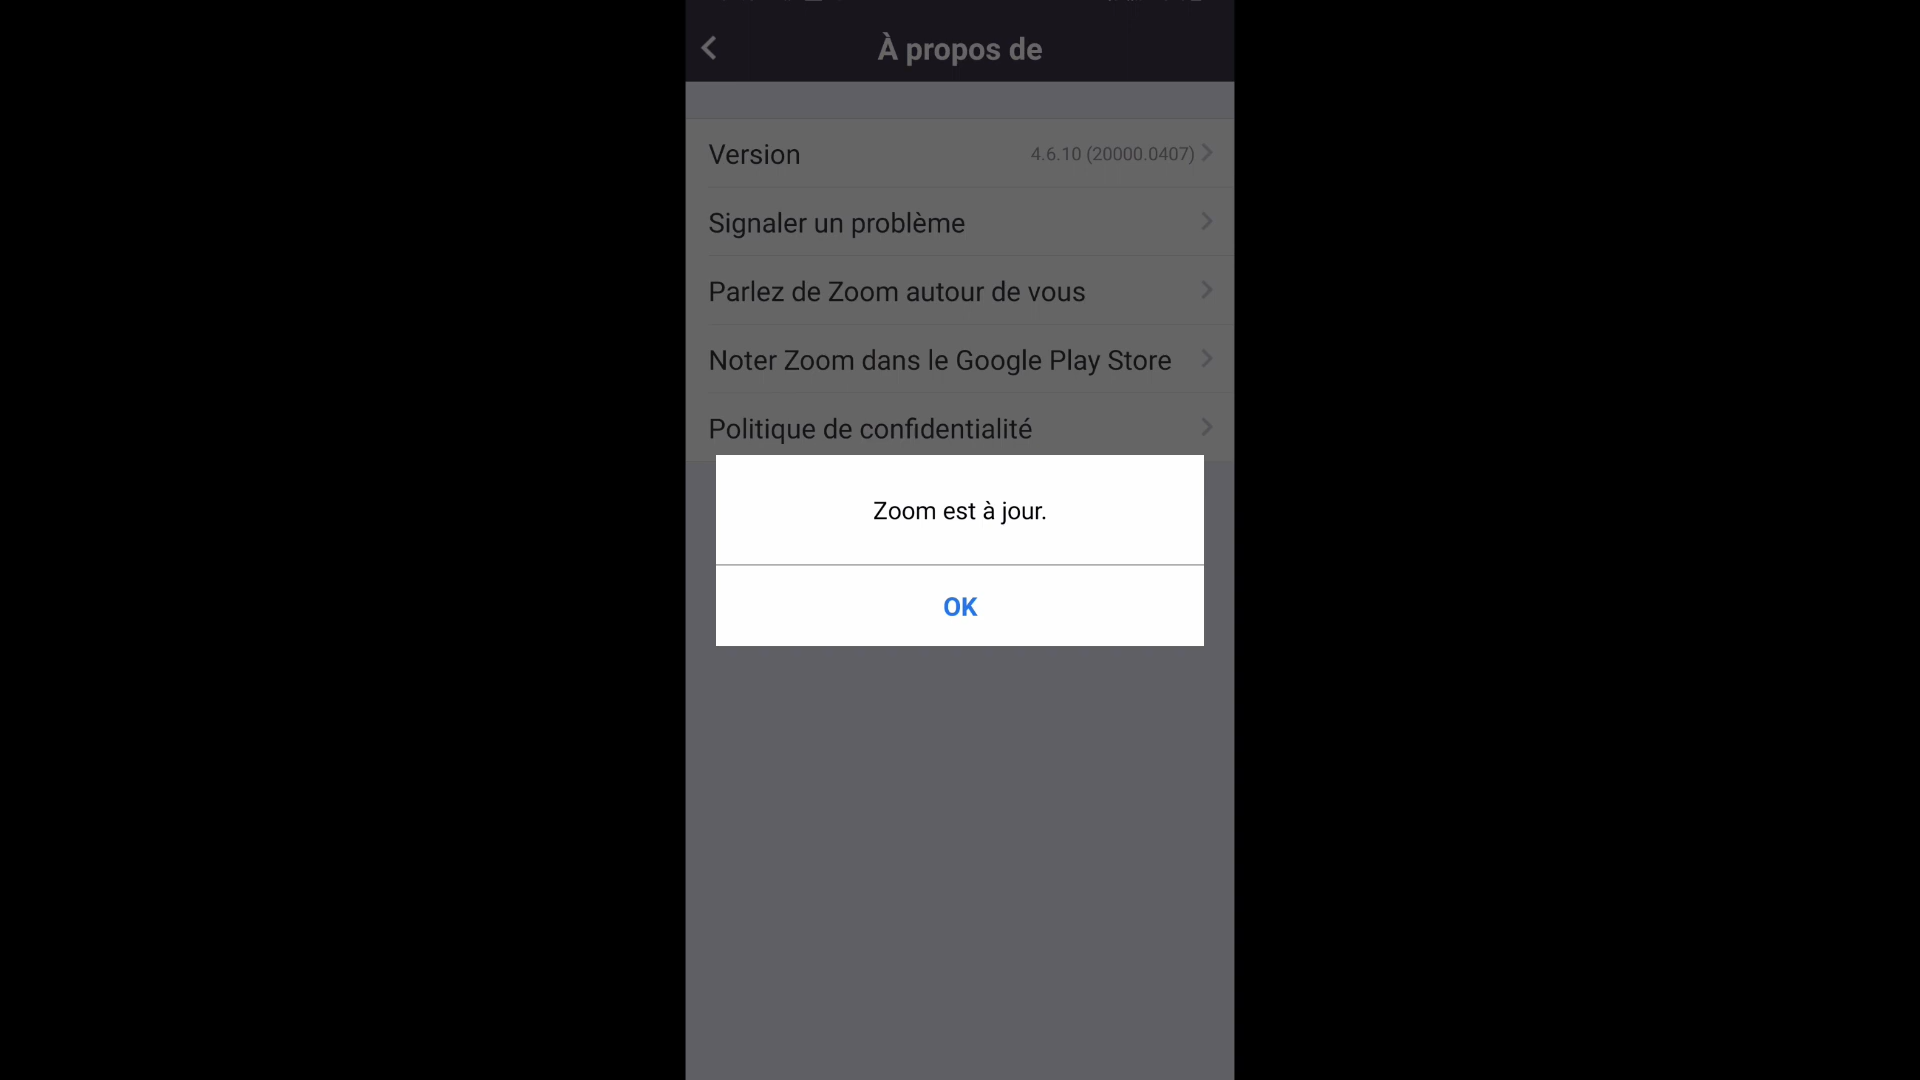 À propos de
Version 4.6.10 (20000.0407)
Signaler un problème
Parlez de Zoom autour de vous
Noter Zoom dans le Google Play Store
Politique de confidentialité
Zoom est à jour.
OK